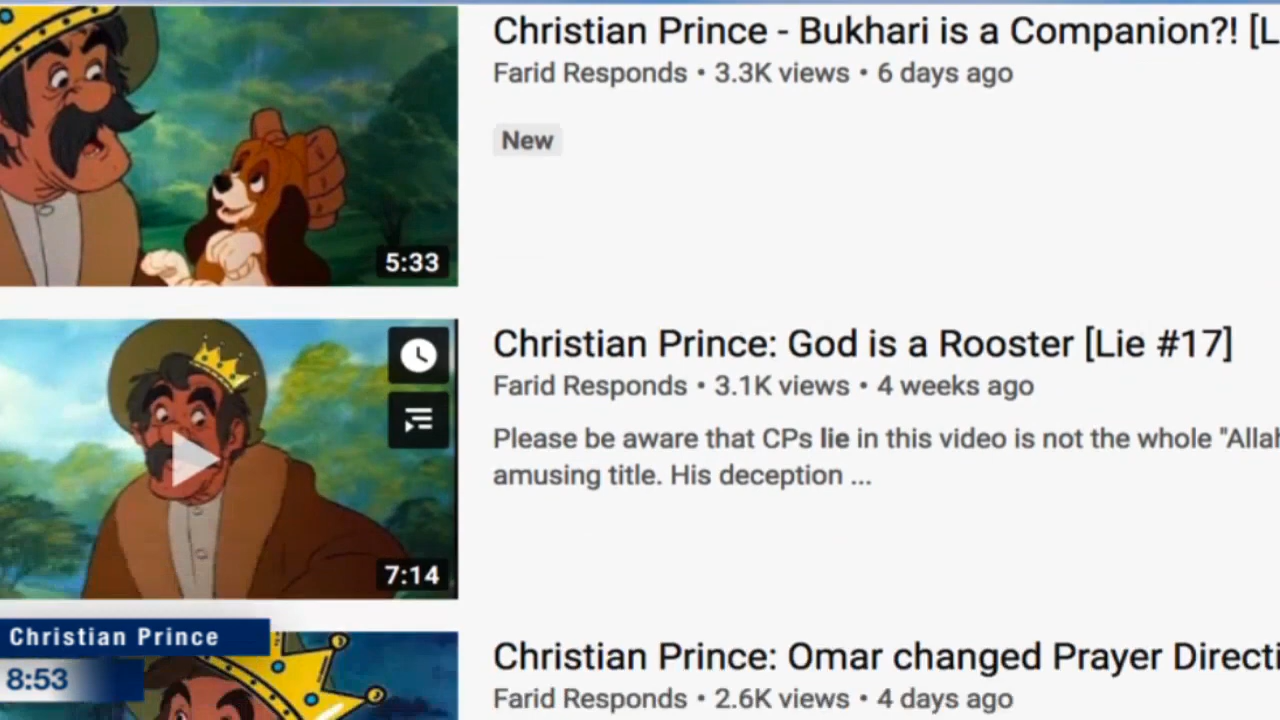 Christian Prince - Bukhari is a Companion?! [L
Farid Responds • 3.3K views • 6 days ago
New
5:33
Christian Prince: God is a Rooster [Lie #17]
Farid Responds • 3.1K views • 4 weeks ago
Please be aware that CPs lie in this video is not the whole "Allah
amusing title. His deception ...
7:14
Christian Prince
8:53
Christian Prince: Omar changed Prayer Directi
Farid Responds • 2.6K views • 4 days ago